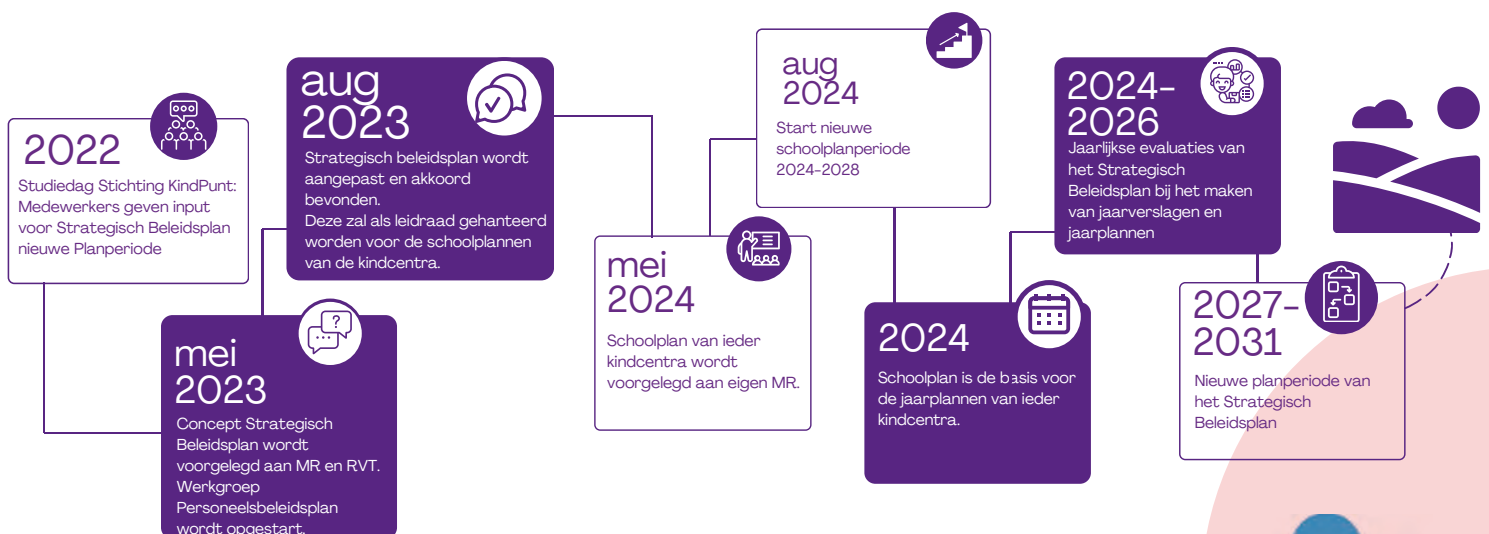 2022
Studiedag Stichting KindPunt:
Medewerkers geven input
voor Strategisch Beleidsplan
nieuwe Planperiode
mei
2023
Concept Strategisch
Beleidsplan wordt
voorgelegd aan MR en RVT.
Werkgroep
Personeelsbeleidsplan
wordt opgestart.
aug
2023
Strategisch beleidsplan wordt
aangepast en akkoord
bevonden.
Deze zal als leidraad gehanteerd
worden voor de schoolplannen
van de kindcentra.
mei
2024
Schoolplan van ieder
kindcentra wordt
voorgelegd aan eigen MR.
aug
2024
Start nieuwe
schoolplanperiode
2024-2028
2024
Schoolplan is de basis voor
de jaarplannen van ieder
kindcentra.
2024-
2026
Jaarlijkse evaluaties van
het Strategisch
Beleidsplan bij het maken
van jaarverslagen en
jaarplannen
2027-
2031
Nieuwe planperiode van
het Strategisch
Beleidsplan